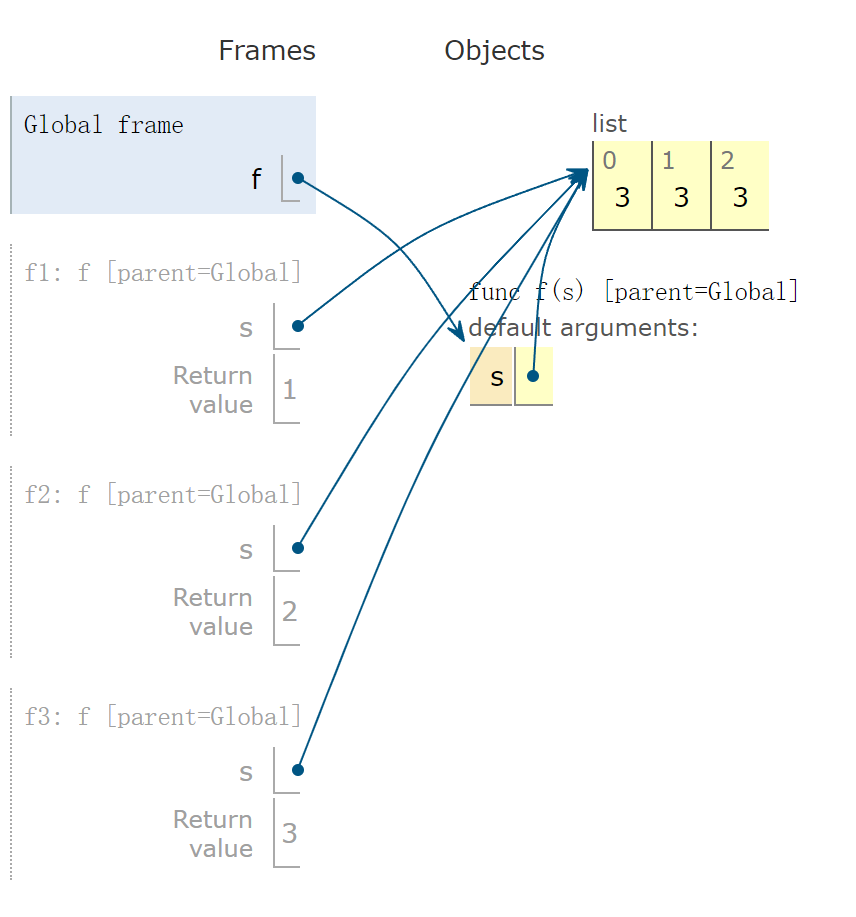 Frames
Objects
Global frame
f
list
0 1 2
3 3 3
func f(s) [parent=Global]
default arguments:
s
f1: f [parent=Global]
s
Return
value
1
f2: f [parent=Global]
s
Return
value
2
f3: f [parent=Global]
s
Return
value
3